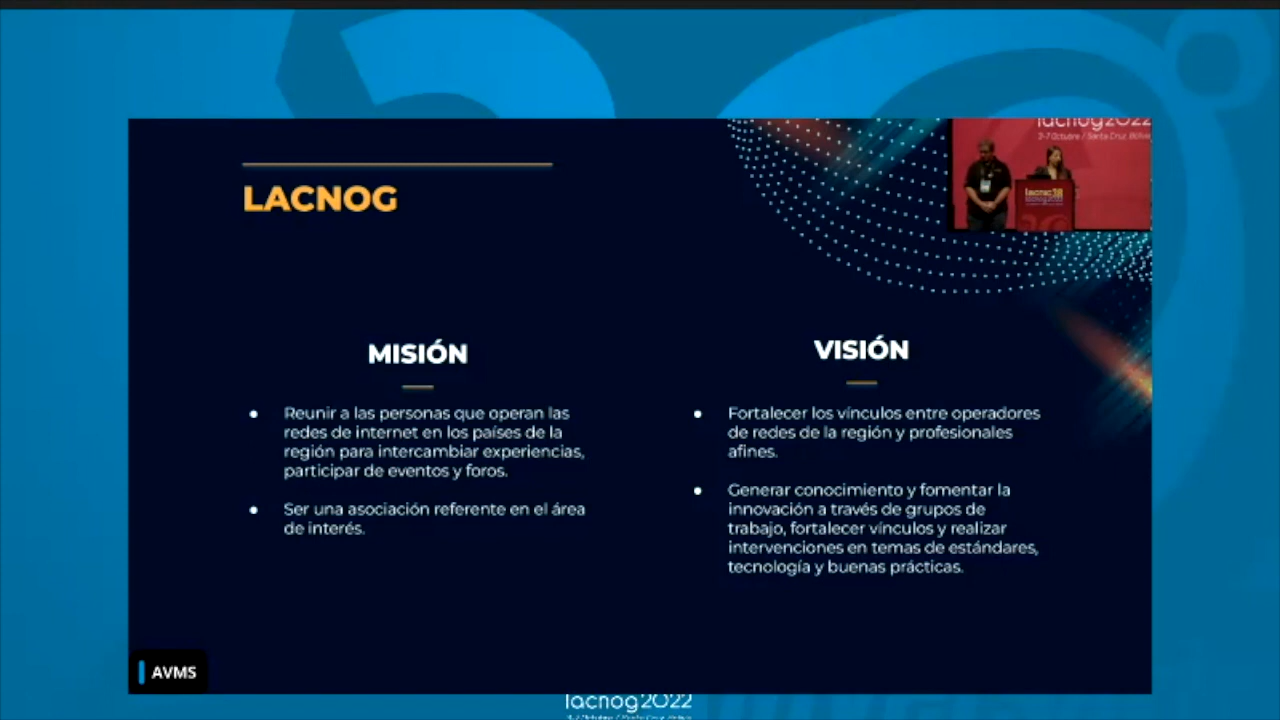 lacnog2022
2-7 Octubre / Santa Cruz, Bolivia
lacnic38
lacnog2022
LACNOG
MISIÓN
Reunir a las personas que operan las
redes de internet en los países de la
región para intercambiar experiencias,
participar de eventos y foros.
Ser una asociación referente en el área
de interés.
VISIÓN
Fortalecer los vínculos entre operadores
de redes de la región y profesionales
afines.
Generar conocimiento y fomentar la
innovación a través de grupos de
trabajo, fortalecer vínculos y realizar
intervenciones en temas de estándares,
tecnología y buenas prácticas.
AVMS
lacnog2022